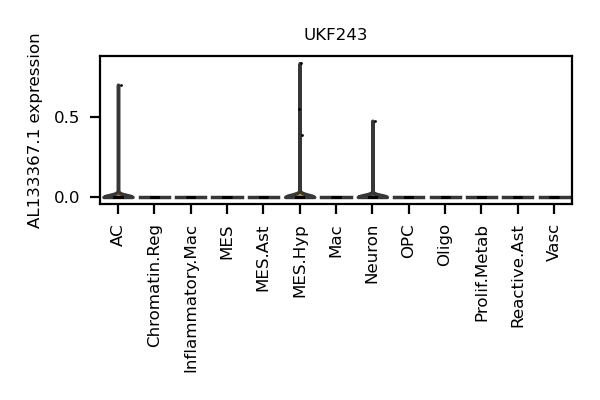 UKF243
AL133367.1 expression
0.5
0.0
AC
Chromatin.Reg
Inflammatory.Mac
MES
MES.Ast
MES.Hyp
Mac
Neuron
OPC
Oligo
Prolif.Metab
Reactive.Ast
Vasc